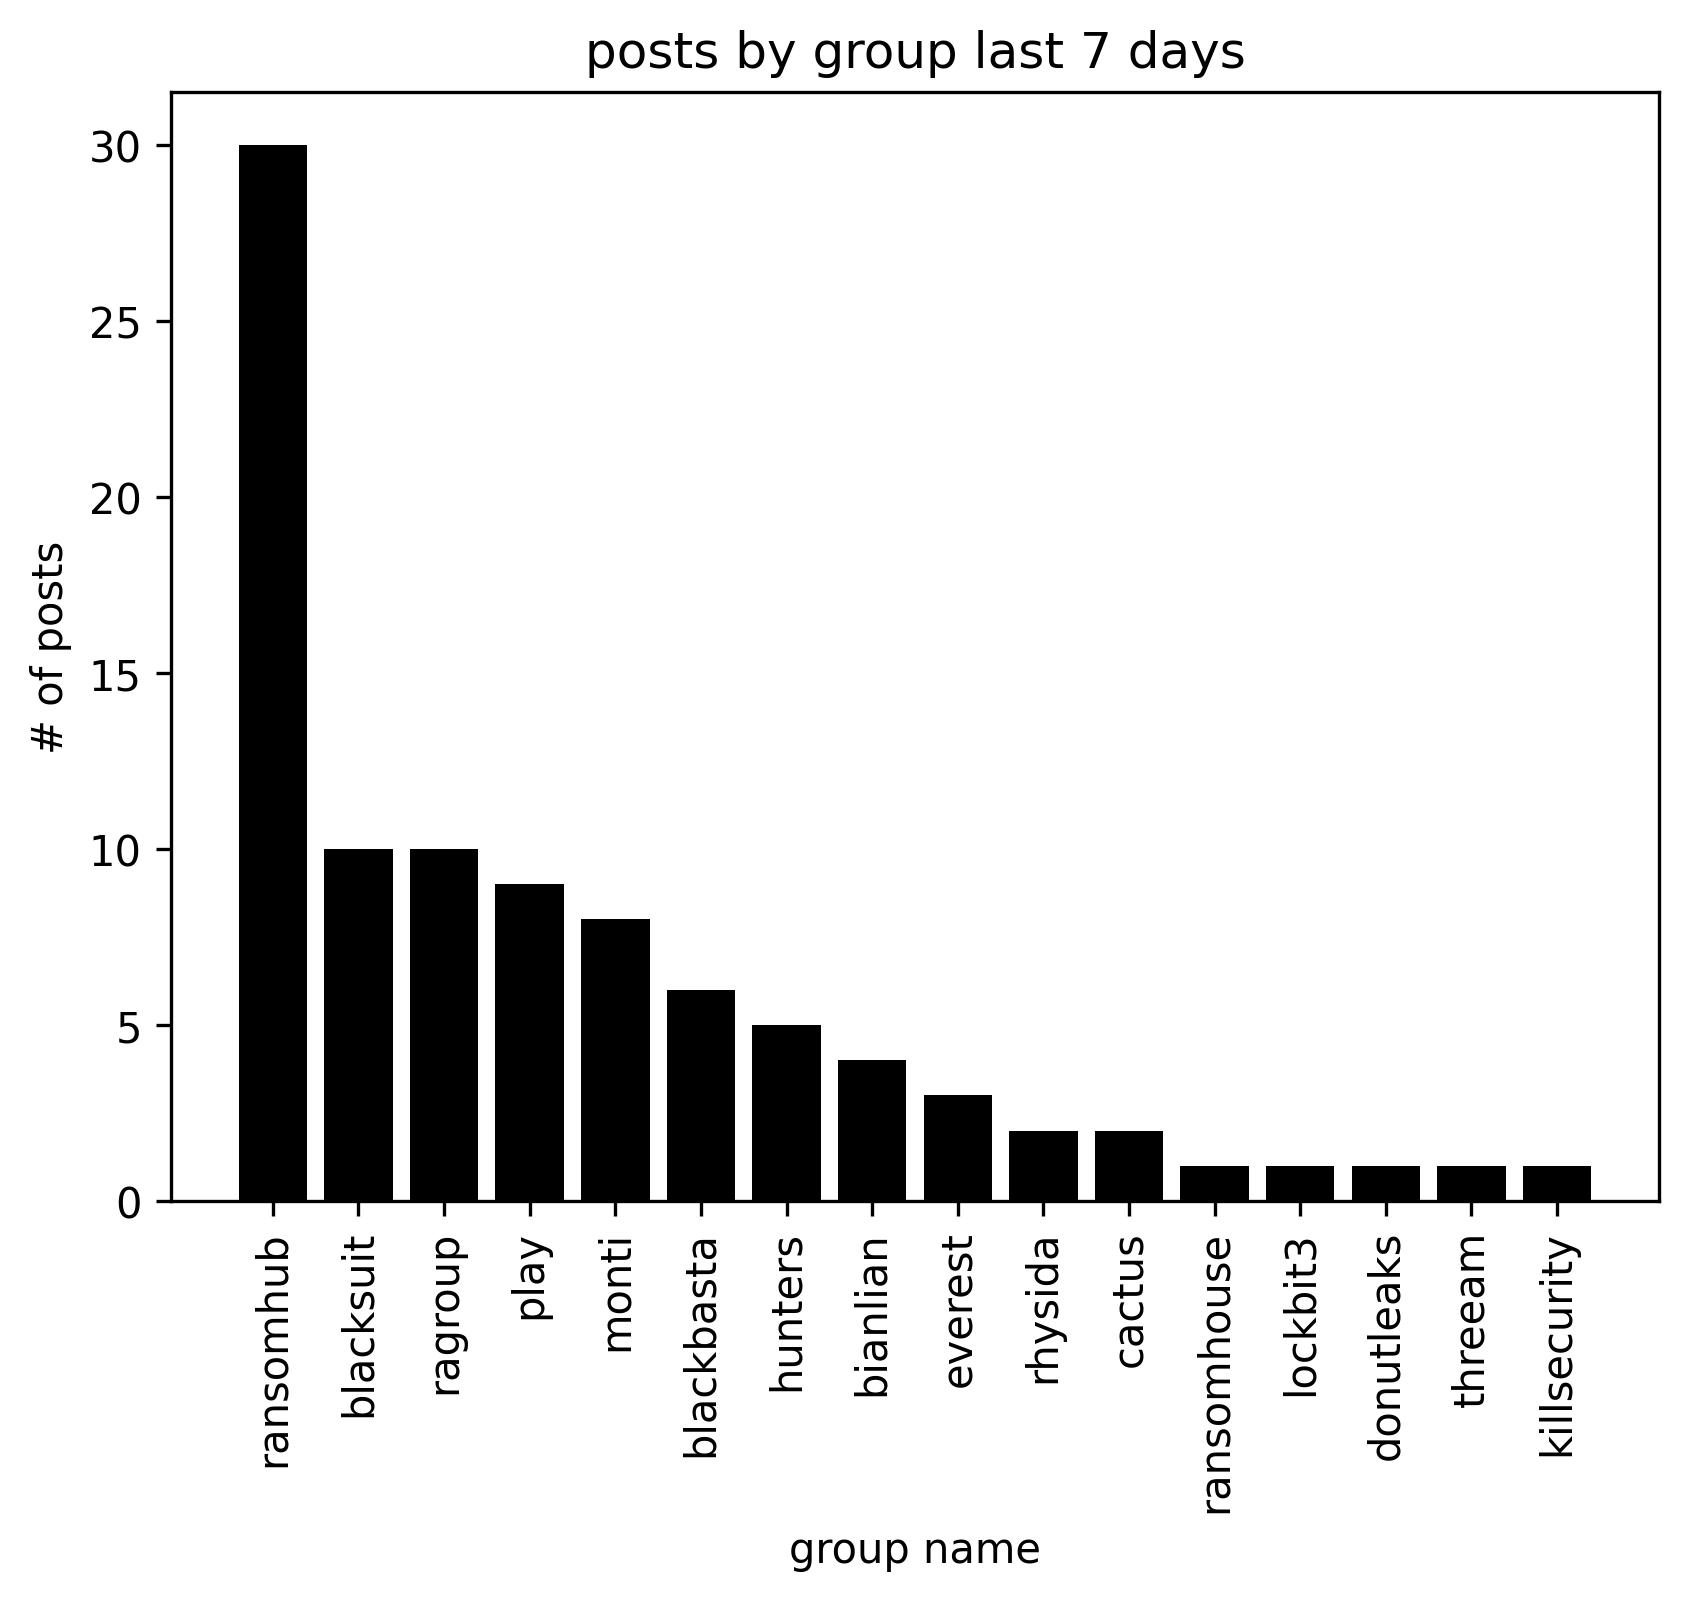 posts by group last 7 days
# of posts
30
25
20
15
10
5
0
ransomhub
blacksuit
ragroup
play
monti
blackbasta
hunters
bianlian
everest
rhysida
cactus
ransomhouse
lockbit3
donutleaks
threeam
killsecurity
group name